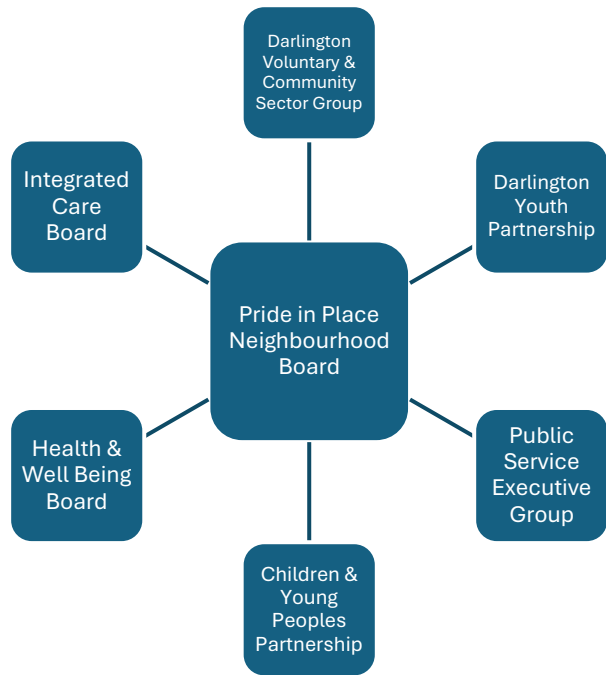 Darlington
Voluntary &
Community
Sector Group
Integrated
Care
Board
Darlington
Youth
Partnership
Pride in Place
Neighbourhood
Board
Health &
Well Being
Board
Public
Service
Executive
Group
Children &
Young
Peoples
Partnership